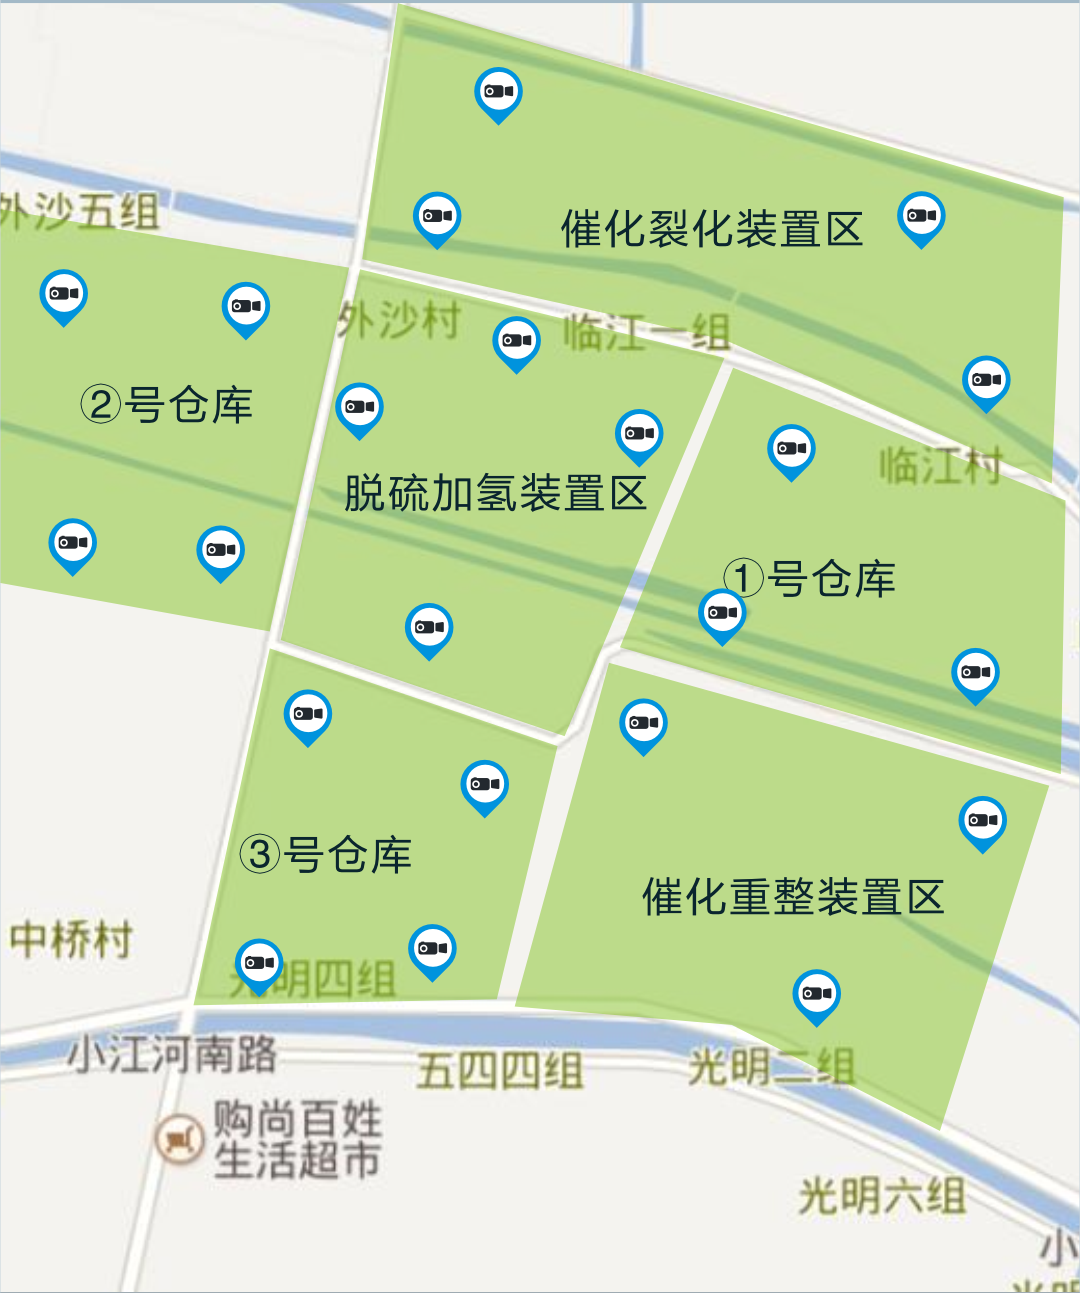 外沙五组
催化裂化装置区
外沙村
临江一组
②号仓库
临江村
脱硫加氢装置区
①号仓库
③号仓库
催化重整装置区
中桥村
光明四组
小江河南路
五四四组
光明二组
购尚百姓
生活超市
光明六组
小